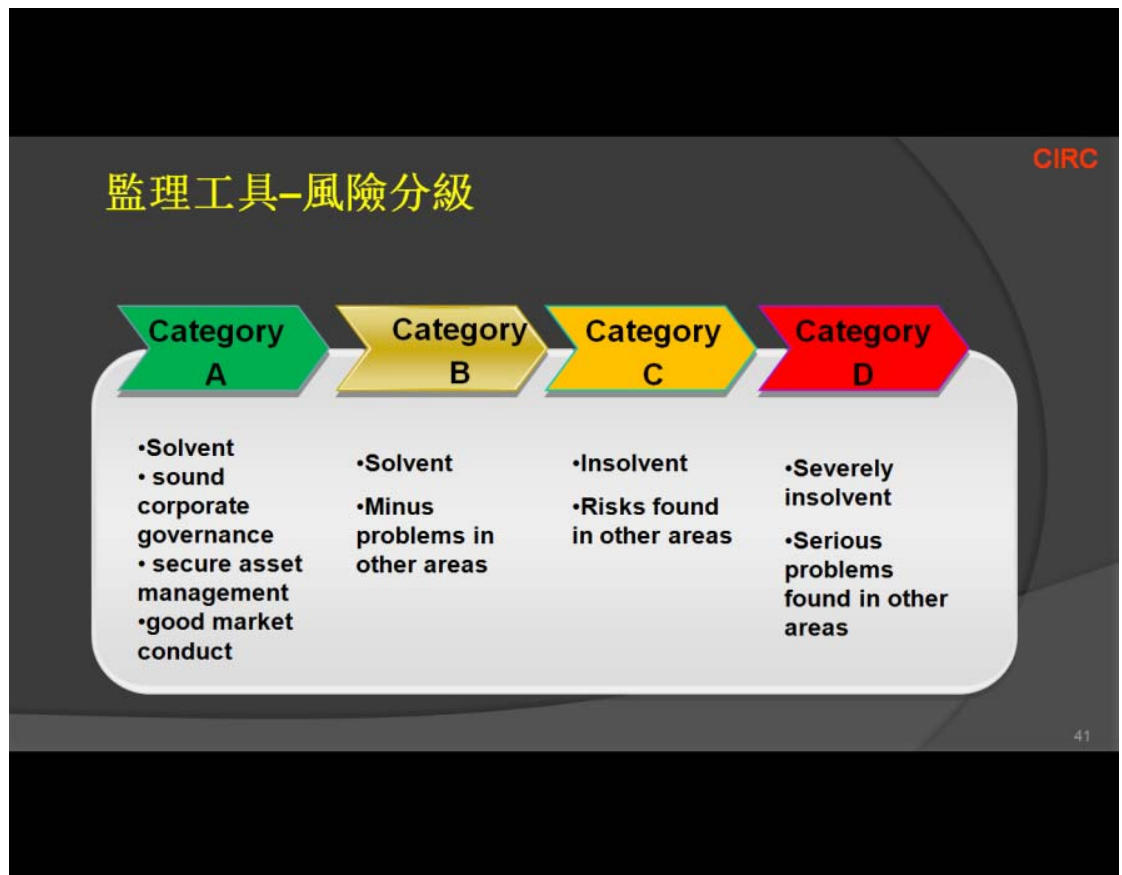 CIRC
監理工具–風險分級
Category
A
•Solvent
• sound
corporate
governance
• secure asset
management
•good market
conduct
Category
B
•Solvent
•Minus
problems in
other areas
Category
C
•Insolvent
•Risks found
in other areas
Category
D
•Severely
insolvent
•Serious
problems
found in other
areas
41